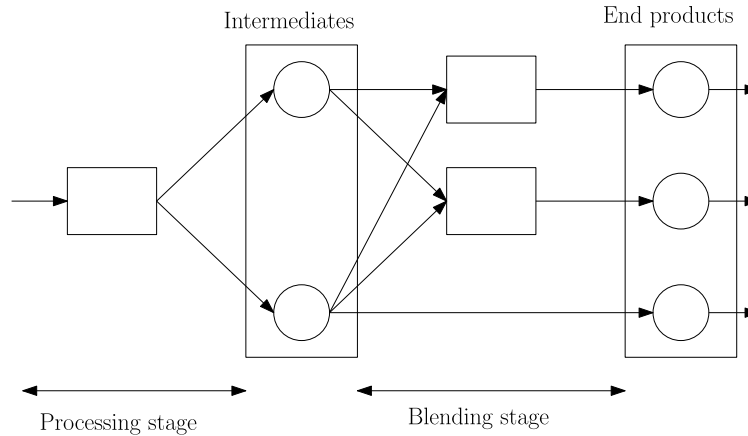 Intermediates
End products
Processing stage
Blending stage